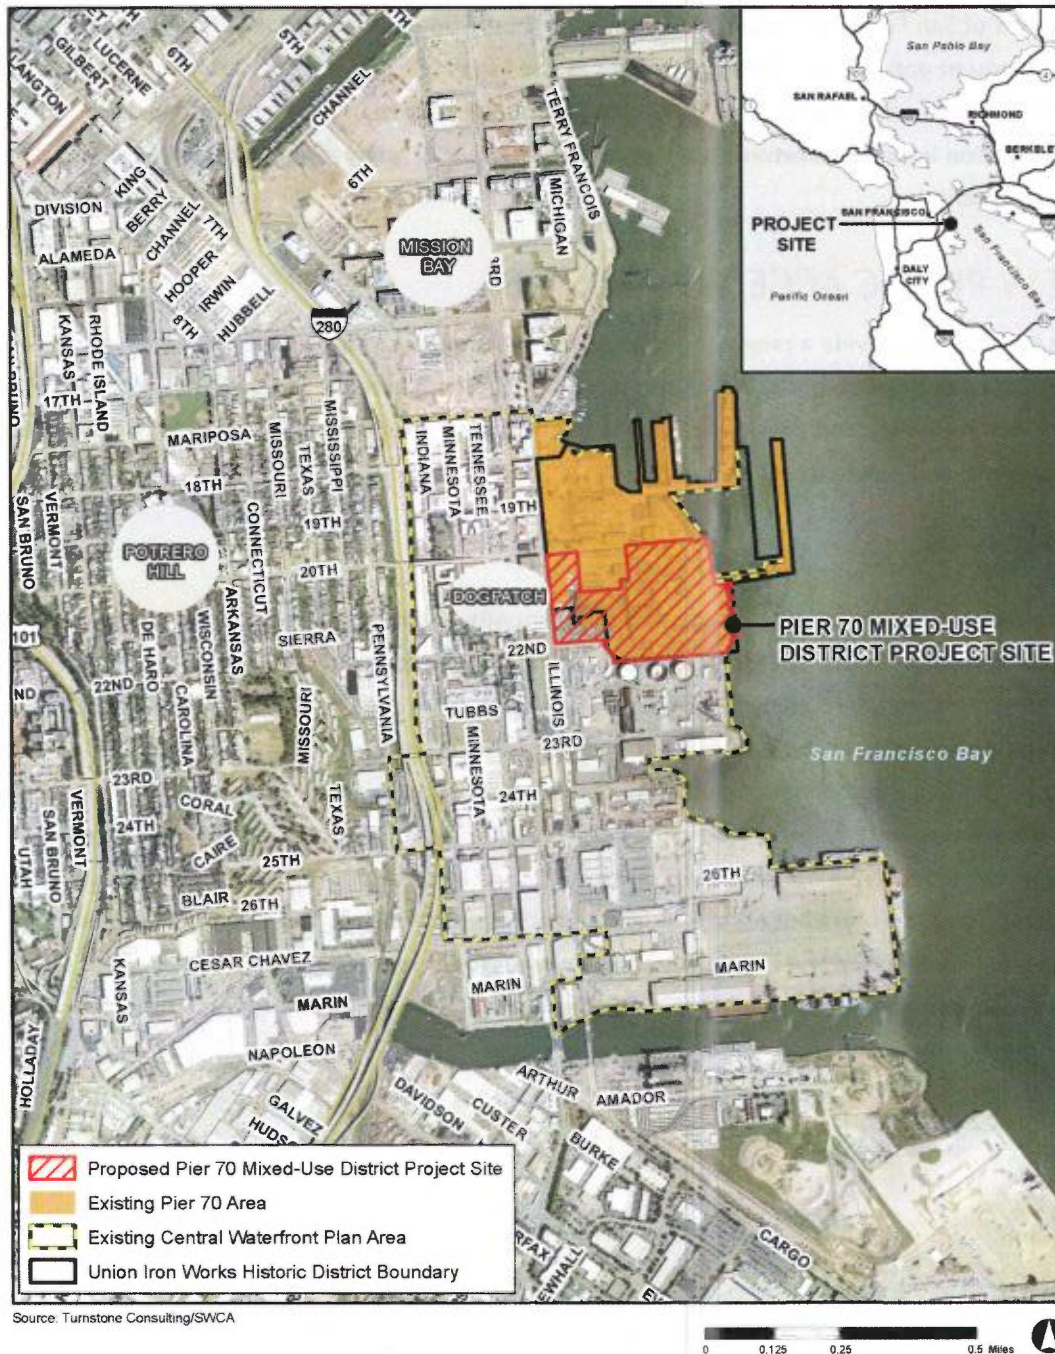 LANGTON
GILBERT
LUCERNE
6TH
5TH
4TH
CHANNEL
6TH
TERRY FRANCOIS
MICHIGAN
KING
BERRY
DIVISION
CHANNEL
7TH
ALAMEDA
HOOPER
IRWIN
HUBBELL
8TH
MISSION
BAY
3RD
280
San Pablo Bay
SAN RAFAEL
RICHMOND
BERKELEY
SAN FRANCISCO
PROJECT
SITE
DALY
CITY
San Francisco Bay
Pacific Ocean
KANSAS
RHODE ISLAND
17TH
MARIPOSA
18TH
MISSOURI
TEXAS
MISSISSIPPI
INDIANA
MINNESOTA
TENNESSEE
19TH
19TH
SAN BRUNO
SAN BRUNO
VERMONT
CONNECTICUT
POTRERO
HILL
20TH
DOGPATCH
ARKANSAS
WISCONSIN
SIERRA
PENNSYLVANIA
22ND
ILLINOIS
PIER 70 MIXED-USE
DISTRICT PROJECT SITE
101
DE HARO
22ND
CAROLINA
MISSOURI
TUBBS
MINNESOTA
23RD
San Francisco Bay
23RD
24TH
CORAL
TEXAS
24TH
VERMONT
SAN BRUNO
UTAH
CAIRE
25TH
BLAIR
26TH
26TH
CESAR CHAVEZ
KANSAS
MARIN
MARIN
MARIN
NAPOLEON
HOLLADAY
GALVEZ
DAVIDSON
CUSTER
ARTHUR
AMADOR
BURKE
CARGO
Proposed Pier 70 Mixed-Use District Project Site
Existing Pier 70 Area
Existing Central Waterfront Plan Area
Union Iron Works Historic District Boundary
Source: Turnstone Consulting/SWCA
0 0.125 0.25 0.5 Miles